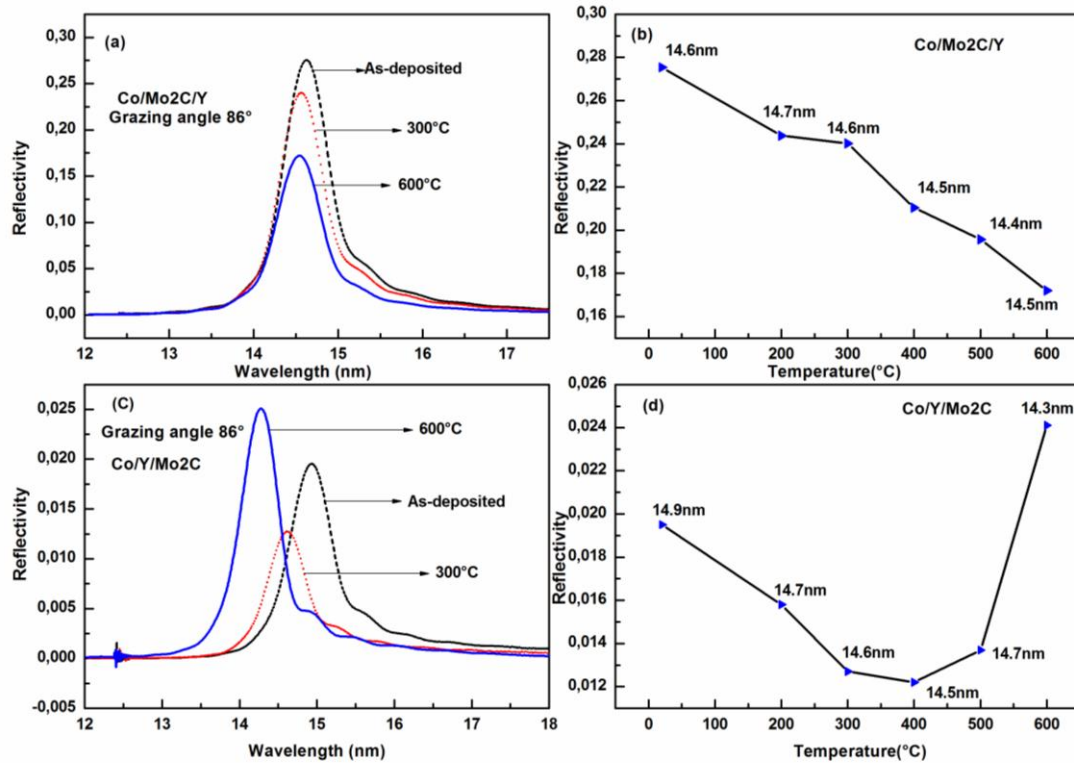 (a)
Co/Mo2C/Y
Grazing angle 86°
As-deposited
300°C
600°C
0,30
0,25
0,20
0,15
0,10
0,05
0,00
Reflectivity
12 13 14 15 16 17
Wavelength (nm)
(b)
Co/Mo2C/Y
14.6nm
14.7nm
14.6nm
14.5nm
14.4nm
14.5nm
0,30
0,28
0,26
0,24
0,22
0,20
0,18
0,16
Reflectivity
0 100 200 300 400 500 600
Temperature(°C)
(C)
Grazing angle 86°
Co/Y/Mo2C
600°C
As-deposited
300°C
0,025
0,020
0,015
0,010
0,005
0,000
-0,005
Reflectivity
12 13 14 15 16 17 18
Wavelength (nm)
(d)
Co/Y/Mo2C
14.3nm
14.9nm
14.7nm
14.6nm
14.5nm
14.7nm
0,026
0,024
0,022
0,020
0,018
0,016
0,014
0,012
Reflectivity
0 100 200 300 400 500 600
Temperature(°C)